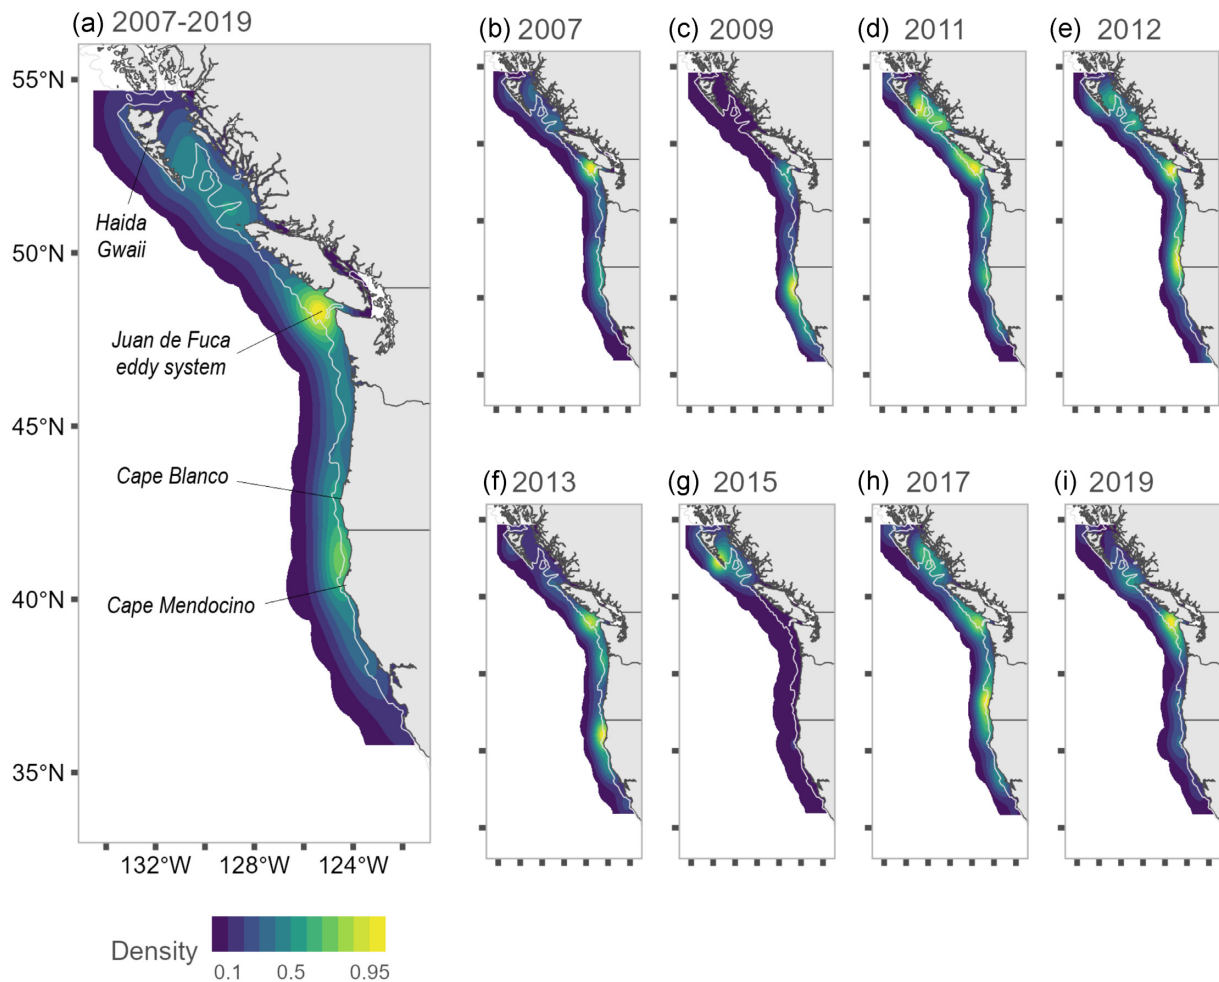 (a) 2007-2019
(b) 2007
(c) 2009
(d) 2011
(e) 2012
55°N
50°N
45°N
40°N
35°N
Haida
Gwaii
Juan de Fuca
eddy system
Cape Blanco
Cape Mendocino
(f) 2013
(g) 2015
(h) 2017
(i) 2019
132°W 128°W 124°W
Density
0.1 0.5 0.95